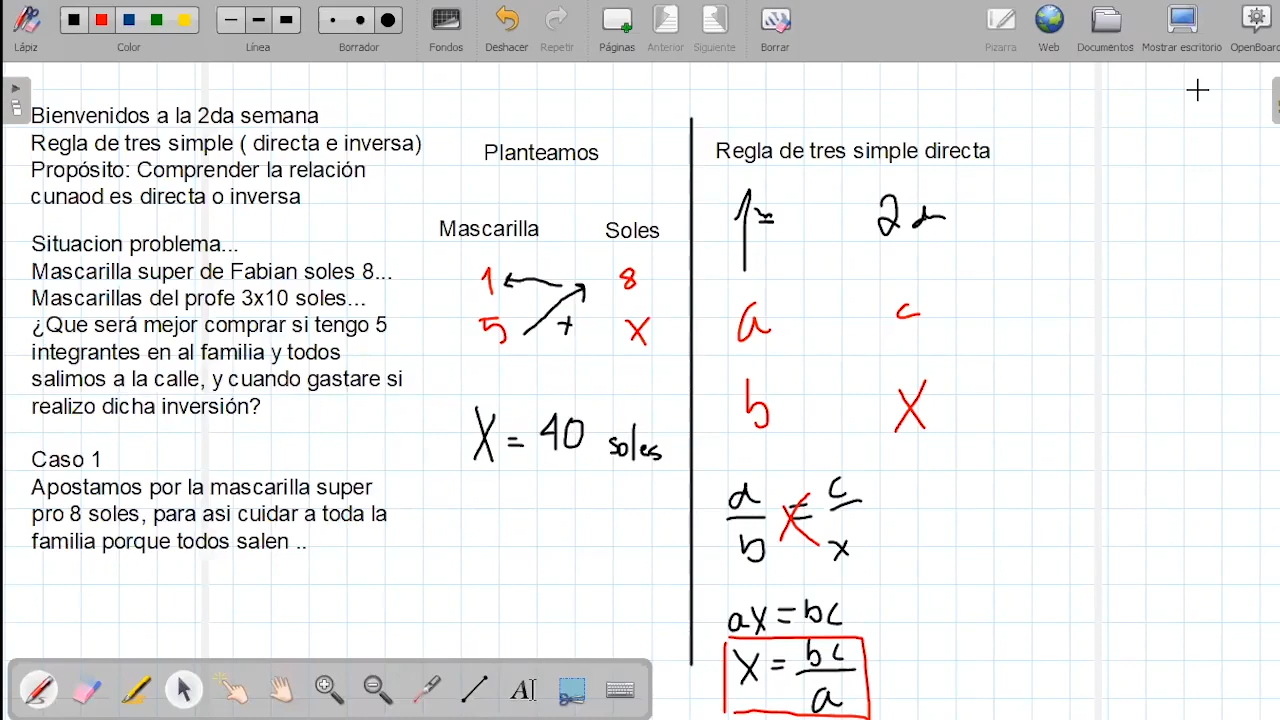 Lápiz
Color
Línea
Borrador
Fondos
Deshacer
Repetir
Páginas
Anterior
Siguiente
Borrar
Pizarra
Web
Documentos
Mostrar escritorio
OpenBoard
Bienvenidos a la 2da semana
Regla de tres simple ( directa e inversa)
Propósito: Comprender la relación
cunaod es directa o inversa
Situacion problema...
Mascarilla super de Fabian soles 8...
Mascarillas del profe 3x10 soles...
¿Que será mejor comprar si tengo 5
integrantes en al familia y todos
salimos a la calle, y cuando gastare si
realizo dicha inversión?
Caso 1
Apostamos por la mascarilla super
pro 8 soles, para asi cuidar a toda la
familia porque todos salen ..
Planteamos
Mascarilla Soles
1 8
5 X
X = 40 soles
Regla de tres simple directa
2
a c
b X
a/b = c/x
ax = bc
X = bc/a